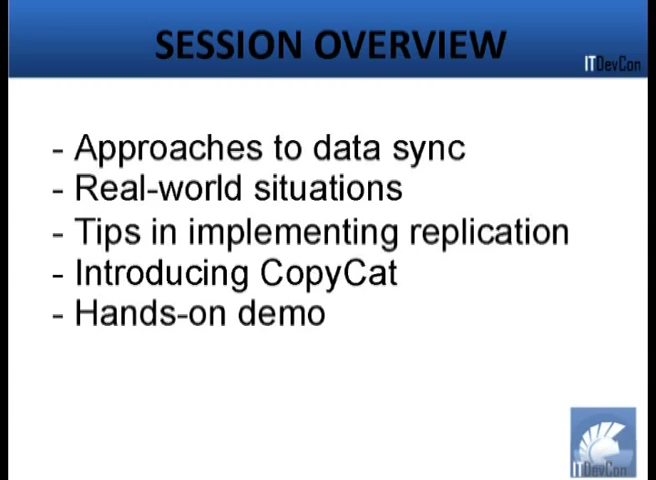 SESSION OVERVIEW
ITDevCon
- Approaches to data sync
- Real-world situations
- Tips in implementing replication
- Introducing CopyCat
- Hands-on demo
ITDevCon